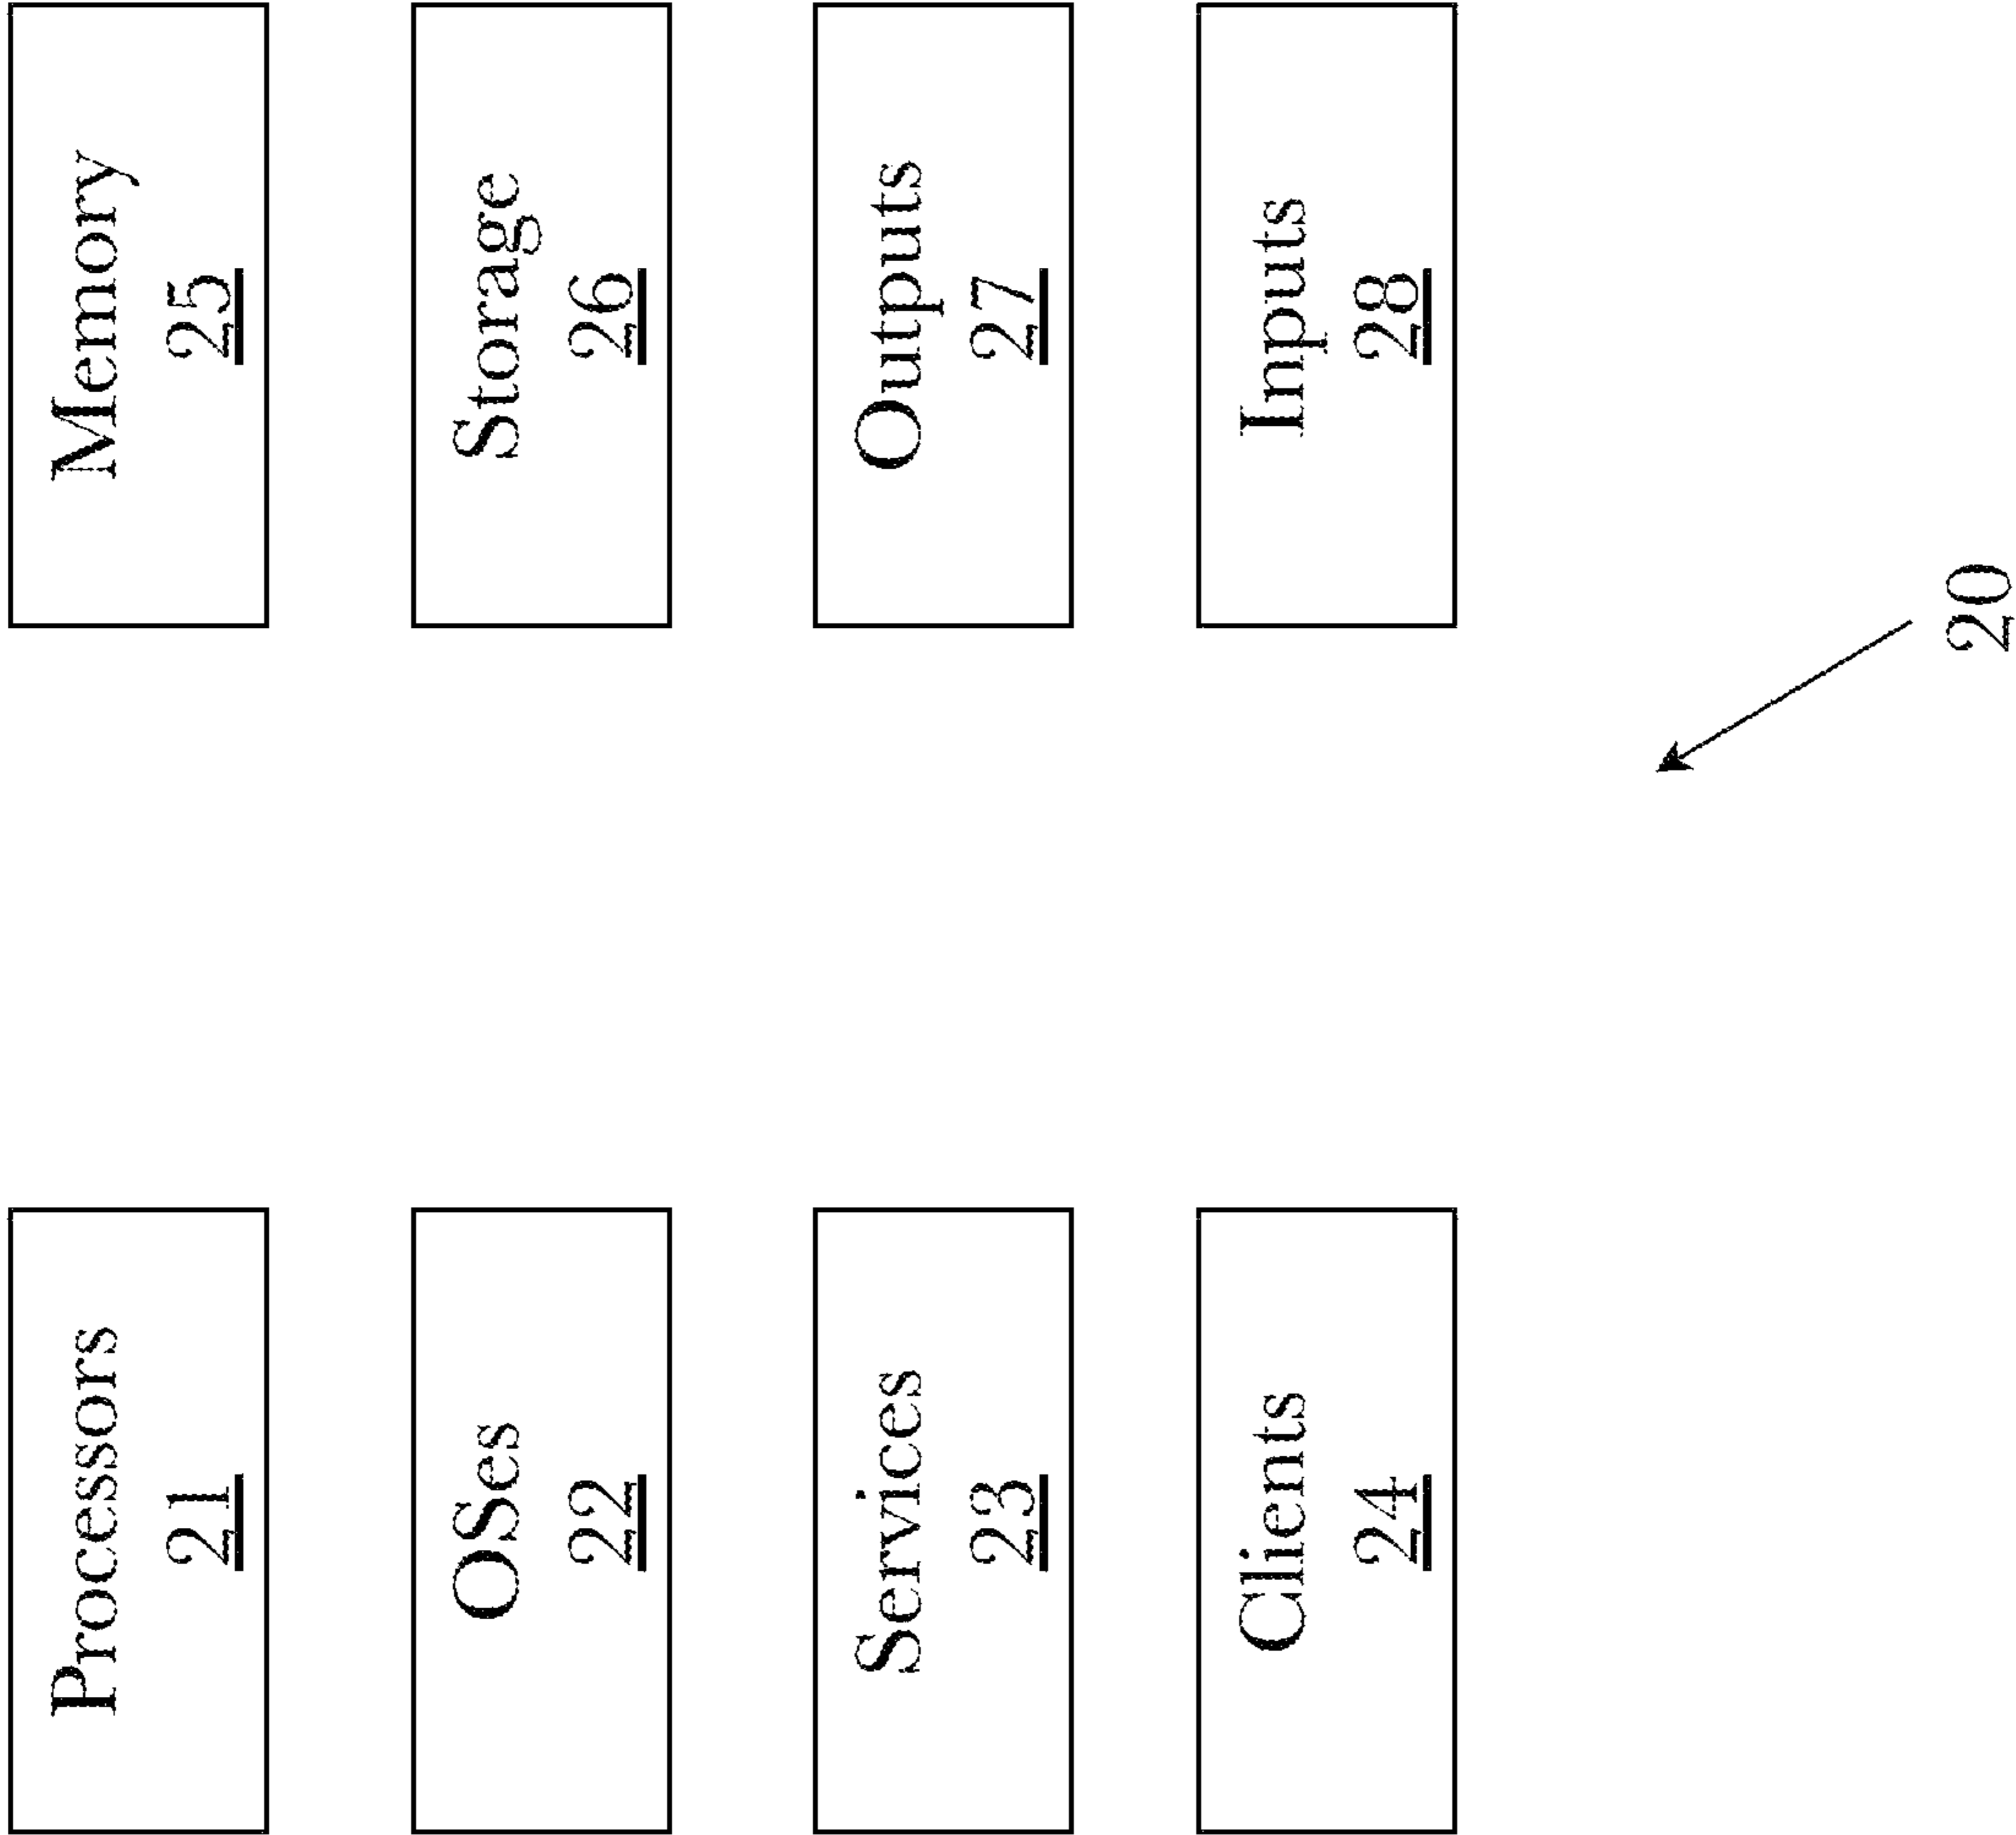 Processors
21
Memory
25
OSes
22
Storage
26
Services
23
Outputs
27
Clients
24
Inputs
28
20